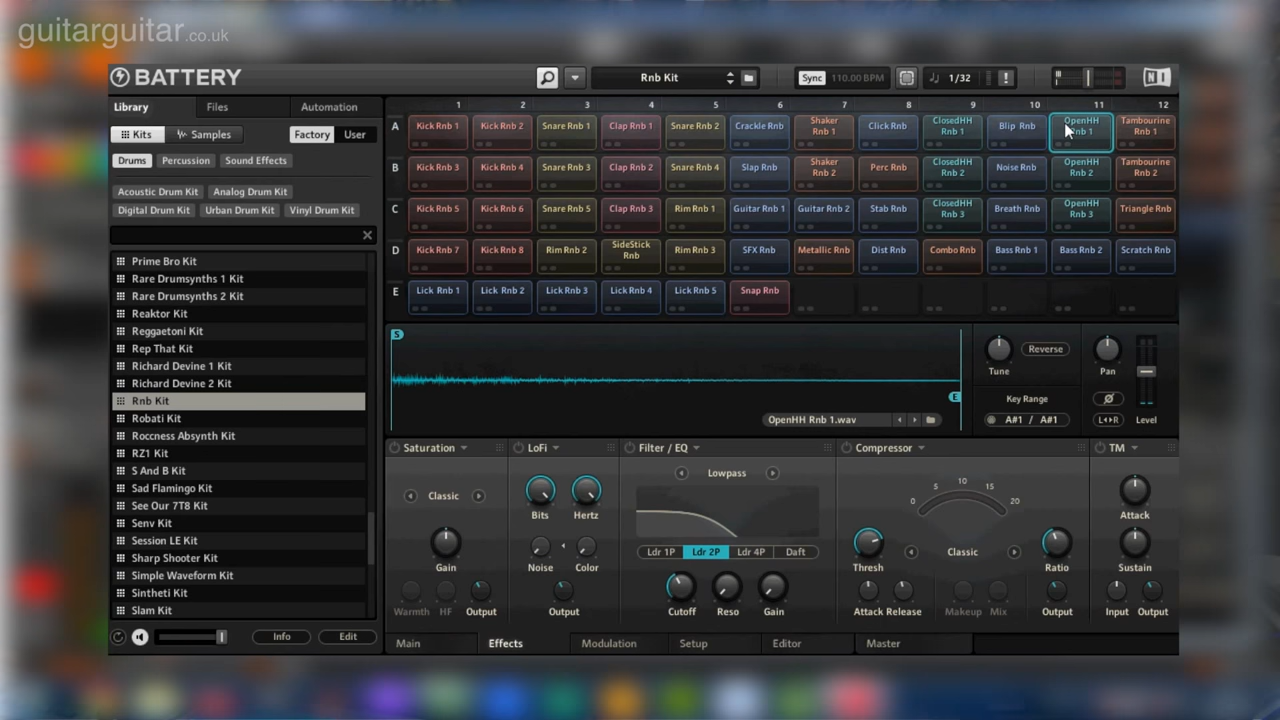 guitarguitar.co.uk
BATTERY
Rnb Kit
Sync 110.00 BPM
1/32
!
Library Files Automation
Kits Samples Factory User
Drums Percussion Sound Effects
Acoustic Drum Kit Analog Drum Kit
Digital Drum Kit Urban Drum Kit Vinyl Drum Kit
Prime Bro Kit
Rare Drumsynths 1 Kit
Rare Drumsynths 2 Kit
Reaktor Kit
Reggaetoni Kit
Rep That Kit
Richard Devine 1 Kit
Richard Devine 2 Kit
Rnb Kit
Robati Kit
Roccness Absynth Kit
RZ1 Kit
S And B Kit
Sad Flamingo Kit
See Our 7T8 Kit
Senv Kit
Session LE Kit
Sharp Shooter Kit
Simple Waveform Kit
Sintheti Kit
Slam Kit
Info Edit
1 2 3 4 5 6 7 8 9 10 11 12
A Kick Rnb 1 Kick Rnb 2 Snare Rnb 1 Clap Rnb 1 Snare Rnb 2 Crackle Rnb Shaker Rnb 1 Click Rnb ClosedHH Rnb 1 Blip Rnb OpenHH Rnb 1 Tambourine Rnb 1
B Kick Rnb 3 Kick Rnb 4 Snare Rnb 3 Clap Rnb 2 Snare Rnb 4 Slap Rnb Shaker Rnb 2 Perc Rnb ClosedHH Rnb 2 Noise Rnb OpenHH Rnb 2 Tambourine Rnb 2
C Kick Rnb 5 Kick Rnb 6 Snare Rnb 5 Clap Rnb 3 Rim Rnb 1 Guitar Rnb 1 Guitar Rnb 2 Stab Rnb ClosedHH Rnb 3 Breath Rnb OpenHH Rnb 3 Triangle Rnb
D Kick Rnb 7 Kick Rnb 8 Rim Rnb 2 SideStick Rnb Rim Rnb 3 SFX Rnb Metallic Rnb Dist Rnb Combo Rnb Bass Rnb 1 Bass Rnb 2 Scratch Rnb
E Lick Rnb 1 Lick Rnb 2 Lick Rnb 3 Lick Rnb 4 Lick Rnb 5 Snap Rnb
S
E
OpenHH Rnb 1.wav
Tune Reverse
Key Range
A#1 / A#1
Pan
L R Level
Saturation LoFi Filter / EQ Compressor TM
Classic
Gain
Warmth HF Output
Bits Hertz
Noise Color
Output
Lowpass
Ldr 1P Ldr 2P Ldr 4P Daft
Cutoff Reso Gain
0 5 10 15 20
Thresh Classic Ratio
Attack Release Makeup Mix Output
Attack
Sustain
Input Output
Main Effects Modulation Setup Editor Master